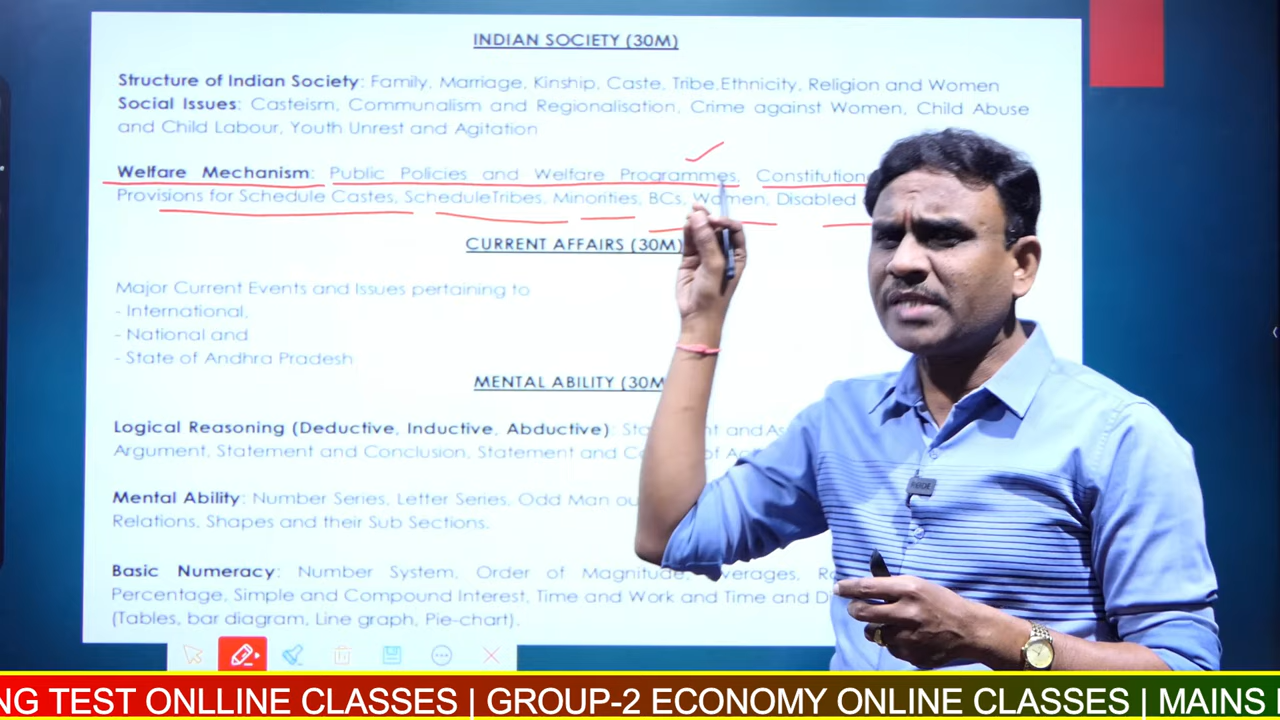 INDIAN SOCIETY (30M)
Structure of Indian Society: Family, Marriage, Kinship, Caste, Tribe,Ethnicity, Religion and Women
Social Issues: Casteism, Communalism and Regionalisation, Crime against Women, Child Abuse
and Child Labour, Youth Unrest and Agitation
Welfare Mechanism: Public Policies and Welfare Programmes,
Provisions for Schedule Castes, ScheduleTribes, Minorities, BCs, Women, Disabled
CURRENT AFFAIRS (30M)
Major Current Events and Issues pertaining to
- International,
- National and
- State of Andhra Pradesh
MENTAL ABILITY (30M
Logical Reasoning (Deductive, Inductive, Abductive):
Argument, Statement and Conclusion, Statement and
Mental Ability: Number Series, Letter Series, Odd Man
Relations, Shapes and their Sub Sections.
Basic Numeracy: Number System, Order of Magnitude,
Percentage, Simple and Compound Interest, Time and Work and Time and
(Tables, bar diagram, Line graph, Pie-chart).
NG TEST ONLLINE CLASSES | GROUP-2 ECONOMY ONLINE CLASSES | MAINS